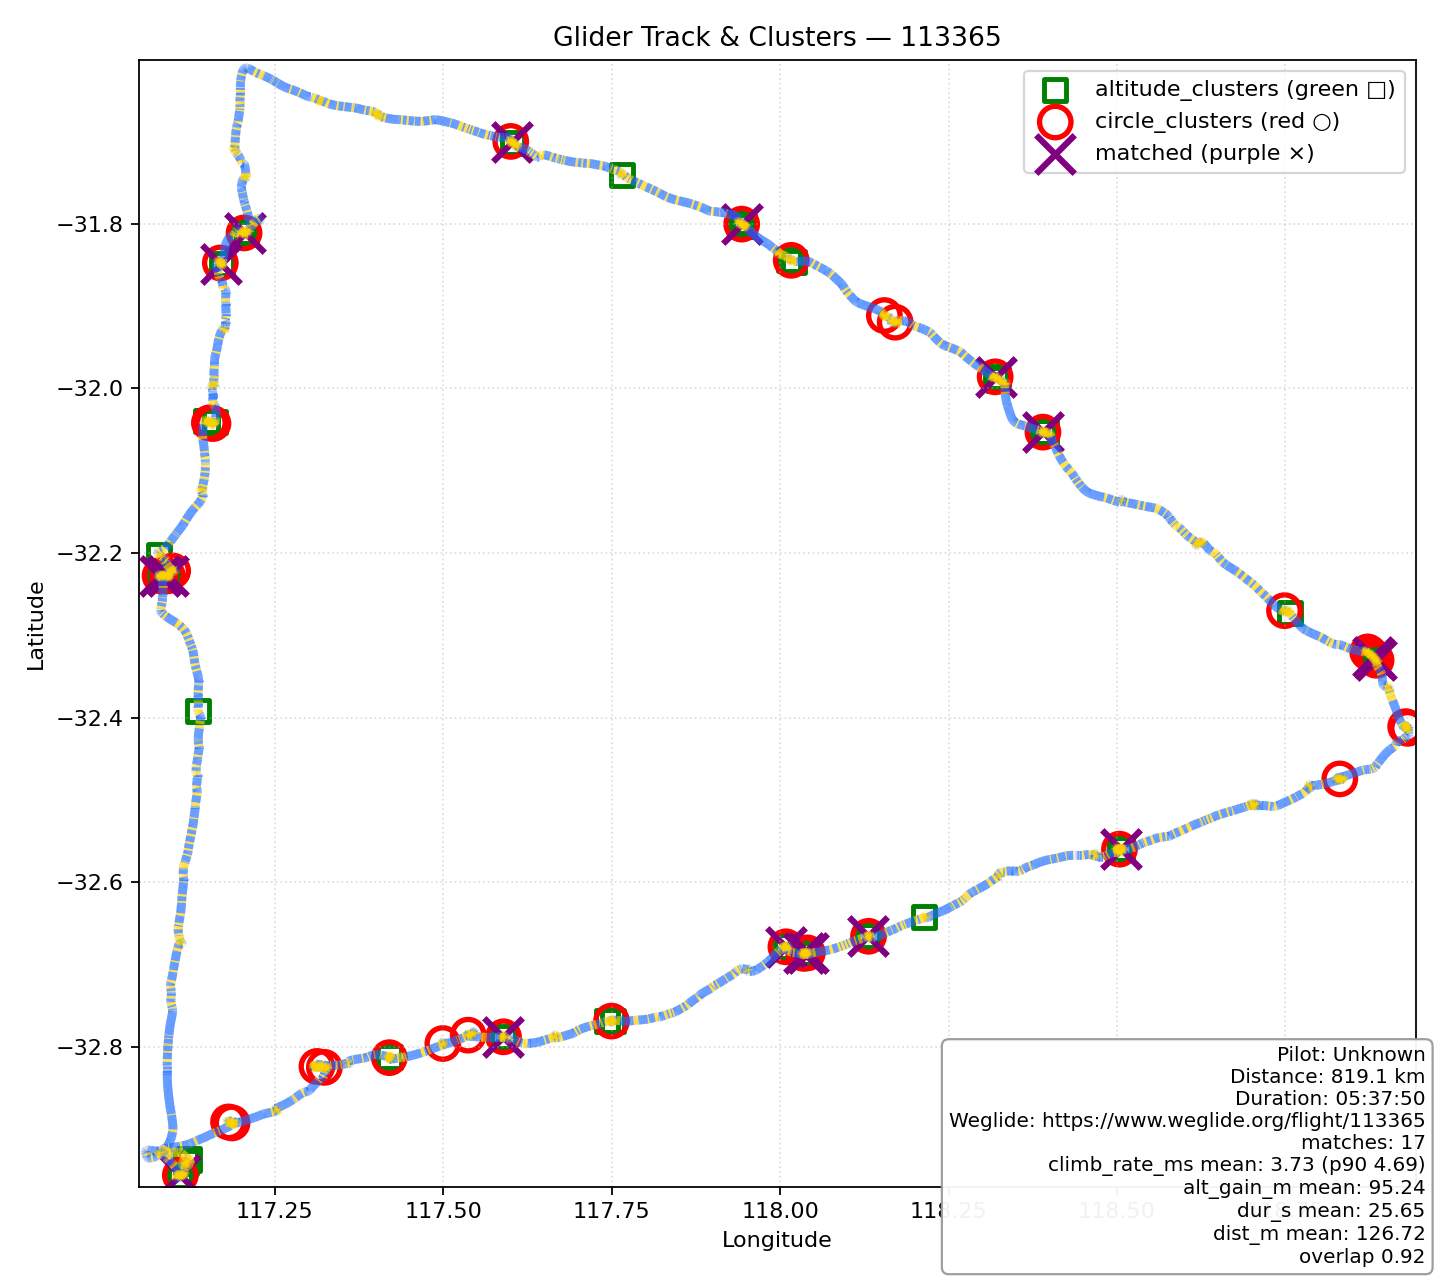 Glider Track & Clusters — 113365
altitude_clusters (green □)
circle_clusters (red ○)
matched (purple ×)
−31.8
−32.0
−32.2
−32.4
−32.6
−32.8
Latitude
117.25 117.50 117.75 118.00 118.25 118.50
Longitude
Pilot: Unknown
Distance: 819.1 km
Duration: 05:37:50
Weglide: https://www.weglide.org/flight/113365
matches: 17
climb_rate_ms mean: 3.73 (p90 4.69)
alt_gain_m mean: 95.24
dur_s mean: 25.65
dist_m mean: 126.72
overlap 0.92